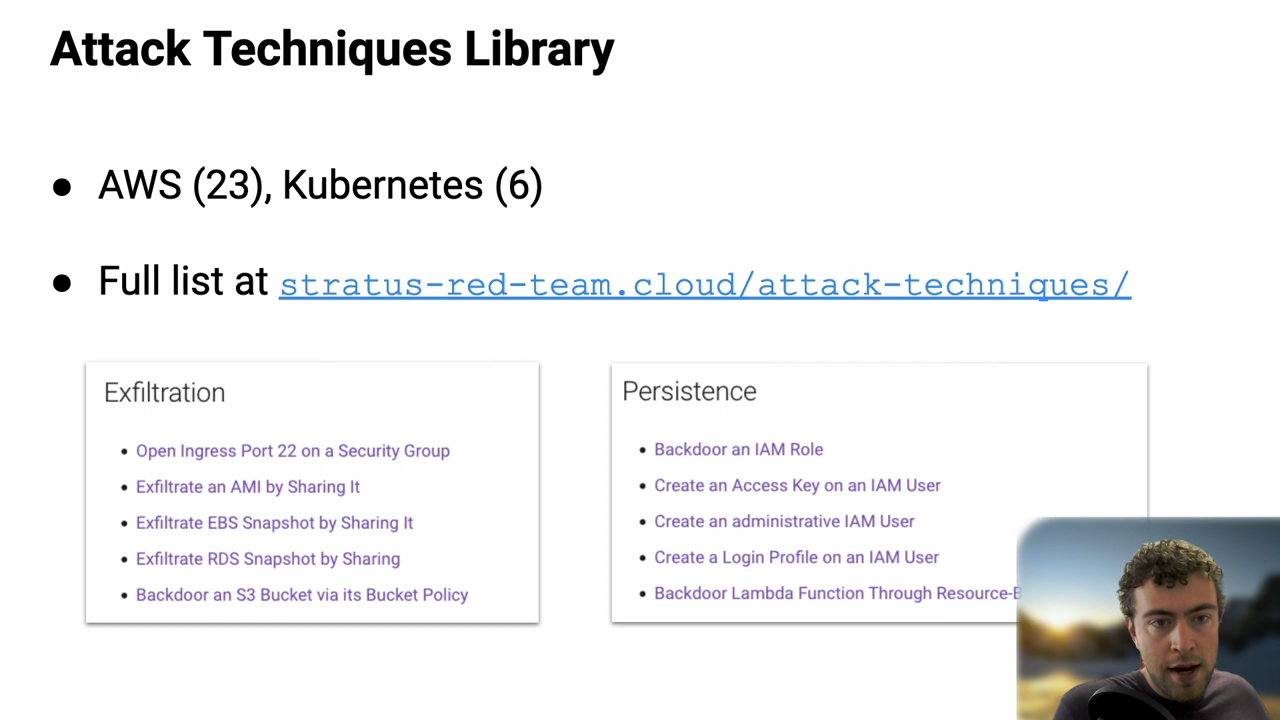 Attack Techniques Library
● AWS (23), Kubernetes (6)
● Full list at stratus-red-team.cloud/attack-techniques/
Exfiltration
• Open Ingress Port 22 on a Security Group
• Exfiltrate an AMI by Sharing It
• Exfiltrate EBS Snapshot by Sharing It
• Exfiltrate RDS Snapshot by Sharing
• Backdoor an S3 Bucket via its Bucket Policy
Persistence
• Backdoor an IAM Role
• Create an Access Key on an IAM User
• Create an administrative IAM User
• Create a Login Profile on an IAM User
• Backdoor Lambda Function Through